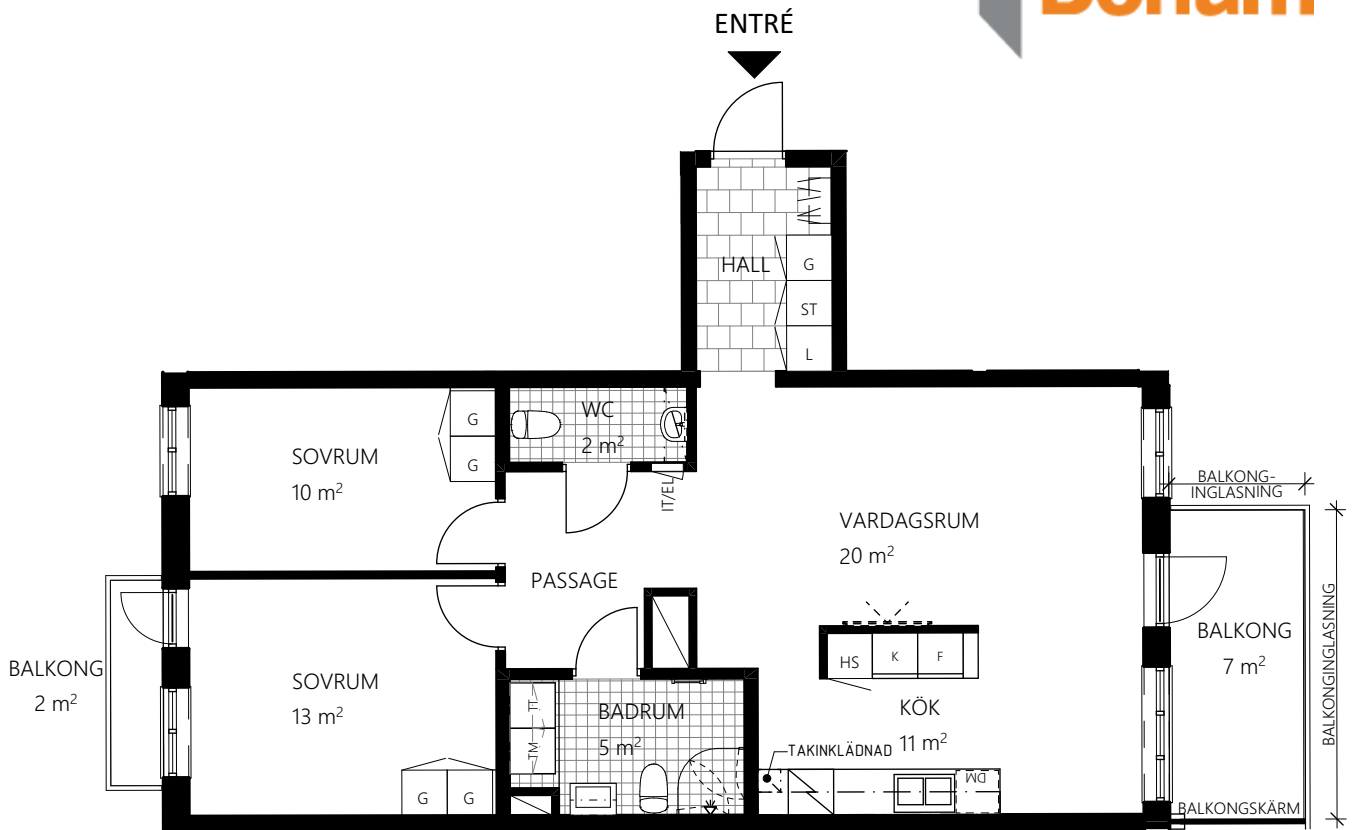 ENTRÉ
HALL
G
ST
L
WC
2 m²
G
G
SOVRUM
10 m²
IT/EL
VARDAGSRUM
20 m²
BALKONG-
INGLASNING
PASSAGE
BALKONG
2 m²
SOVRUM
13 m²
G
G
TT
TM
BADRUM
5 m²
HS
K
F
KÖK
11 m²
TAKINKLÄDNAD
DM
BALKONG
7 m²
BALKONGINGLASNING
BALKONGSKÄRM